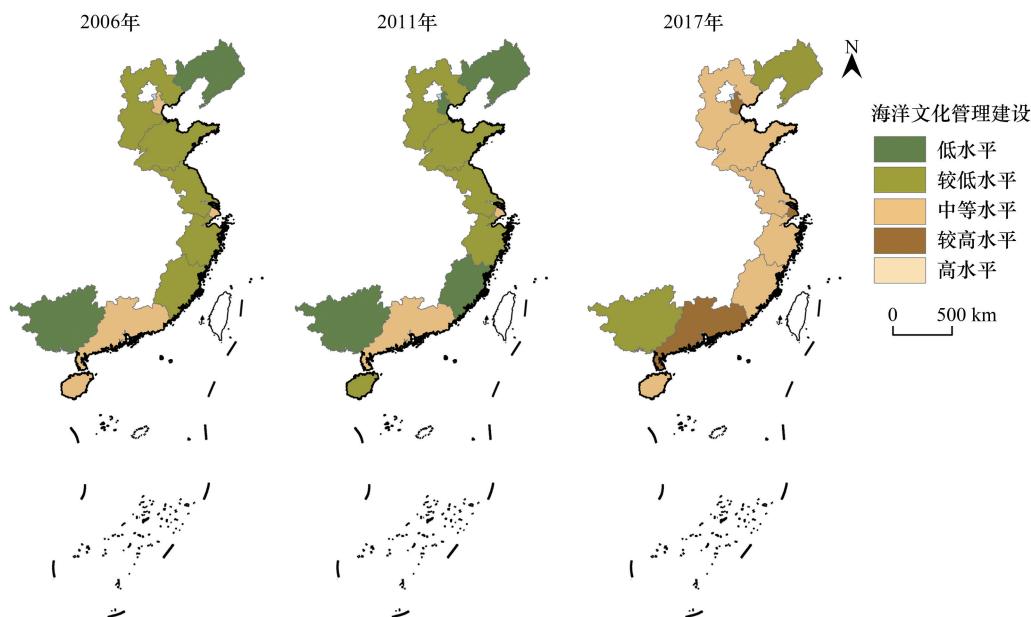 2006年
2011年
2017年
N
海洋文化管理建设
低水平
较低水平
中等水平
较高水平
高水平
0 500 km